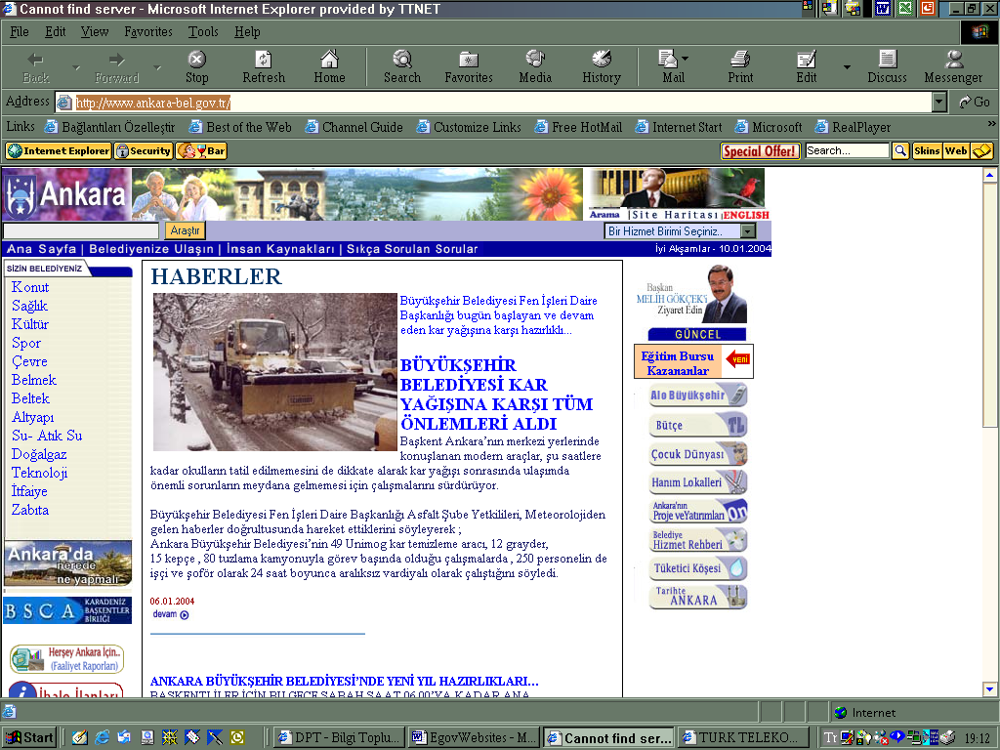 Cannot find server - Microsoft Internet Explorer provided by TTNET
File Edit View Favorites Tools Help
Back Forward Stop Refresh Home Search Favorites Media History Mail Print Edit Discuss Messenger
Address http://www.ankara-bel.gov.tr/ Go
Links Bağlantıları Özelleştir Best of the Web Channel Guide Customize Links Free HotMail Internet Start Microsoft RealPlayer »
Internet Explorer Security Bar Special Offer! Search... Skins Web
Ankara
Arama | Site Haritası | ENGLISH
Araştır Bir Hizmet Birimi Seçiniz..
Ana Sayfa | Belediyenize Ulaşın | İnsan Kaynakları | Sıkça Sorulan Sorular İyi Akşamlar - 10.01.2004
SİZİN BELEDİYENİZ
Konut
Sağlık
Kültür
Spor
Çevre
Belmek
Beltek
Altyapı
Su- Atık Su
Doğalgaz
Teknoloji
İtfaiye
Zabıta
Ankara'da
nerede
ne yapmalı
BSCA KARADENİZ
BAŞKENTLER
BİRLİĞİ
Herşey Ankara İçin..
(Faaliyet Raporları)
İhale İlanları
HABERLER
Büyükşehir Belediyesi Fen İşleri Daire
Başkanlığı bugün başlayan ve devam
eden kar yağışına karşı hazırlıklı...
BÜYÜKŞEHİR
BELEDİYESİ KAR
YAĞIŞINA KARŞI TÜM
ÖNLEMLERİ ALDI
Başkent Ankara'nın merkezi yerlerinde
konuşlanan modern araçlar, şu saatlere
kadar okulların tatil edilmemesini de dikkate alarak kar yağışı sonrasında ulaşımda
önemli sorunların meydana gelmemesi için çalışmalarını sürdürüyor.
Büyükşehir Belediyesi Fen İşleri Daire Başkanlığı Asfalt Şube Yetkilileri, Meteorolojiden
gelen haberler doğrultusunda hareket ettiklerini söyleyerek ;
Ankara Büyükşehir Belediyesi'nin 49 Unimog kar temizleme aracı, 12 grayder,
15 kepçe , 80 tuzlama kamyonuyla görev başında olduğu çalışmalarda , 250 personelin de
işçi ve şoför olarak 24 saat boyunca aralıksız vardiyalı olarak çalıştığını söyledi.
06.01.2004
devam
ANKARA BÜYÜKŞEHİR BELEDİYESİ'NDE YENİ YIL HAZIRLIKLARI...
BAŞKENTLİLER İÇİN BU GECE SABAH SAAT 06.00'YA KADAR ANA
Başkan
MELİH GÖKÇEK'i
Ziyaret Edin
GÜNCEL
Eğitim Bursu
Kazananlar
YENİ
Alo Büyükşehir
Bütçe TL
Çocuk Dünyası
Hanım Lokalleri
Ankara'nın
Proje ve Yatırımları
Belediye
Hizmet Rehberi
Tüketici Köşesi
Tarihte
ANKARA
Internet
Start DPT - Bilgi Toplu... EgovWebsites - M... Cannot find ser... TURK TELEKO... Tr 19:12